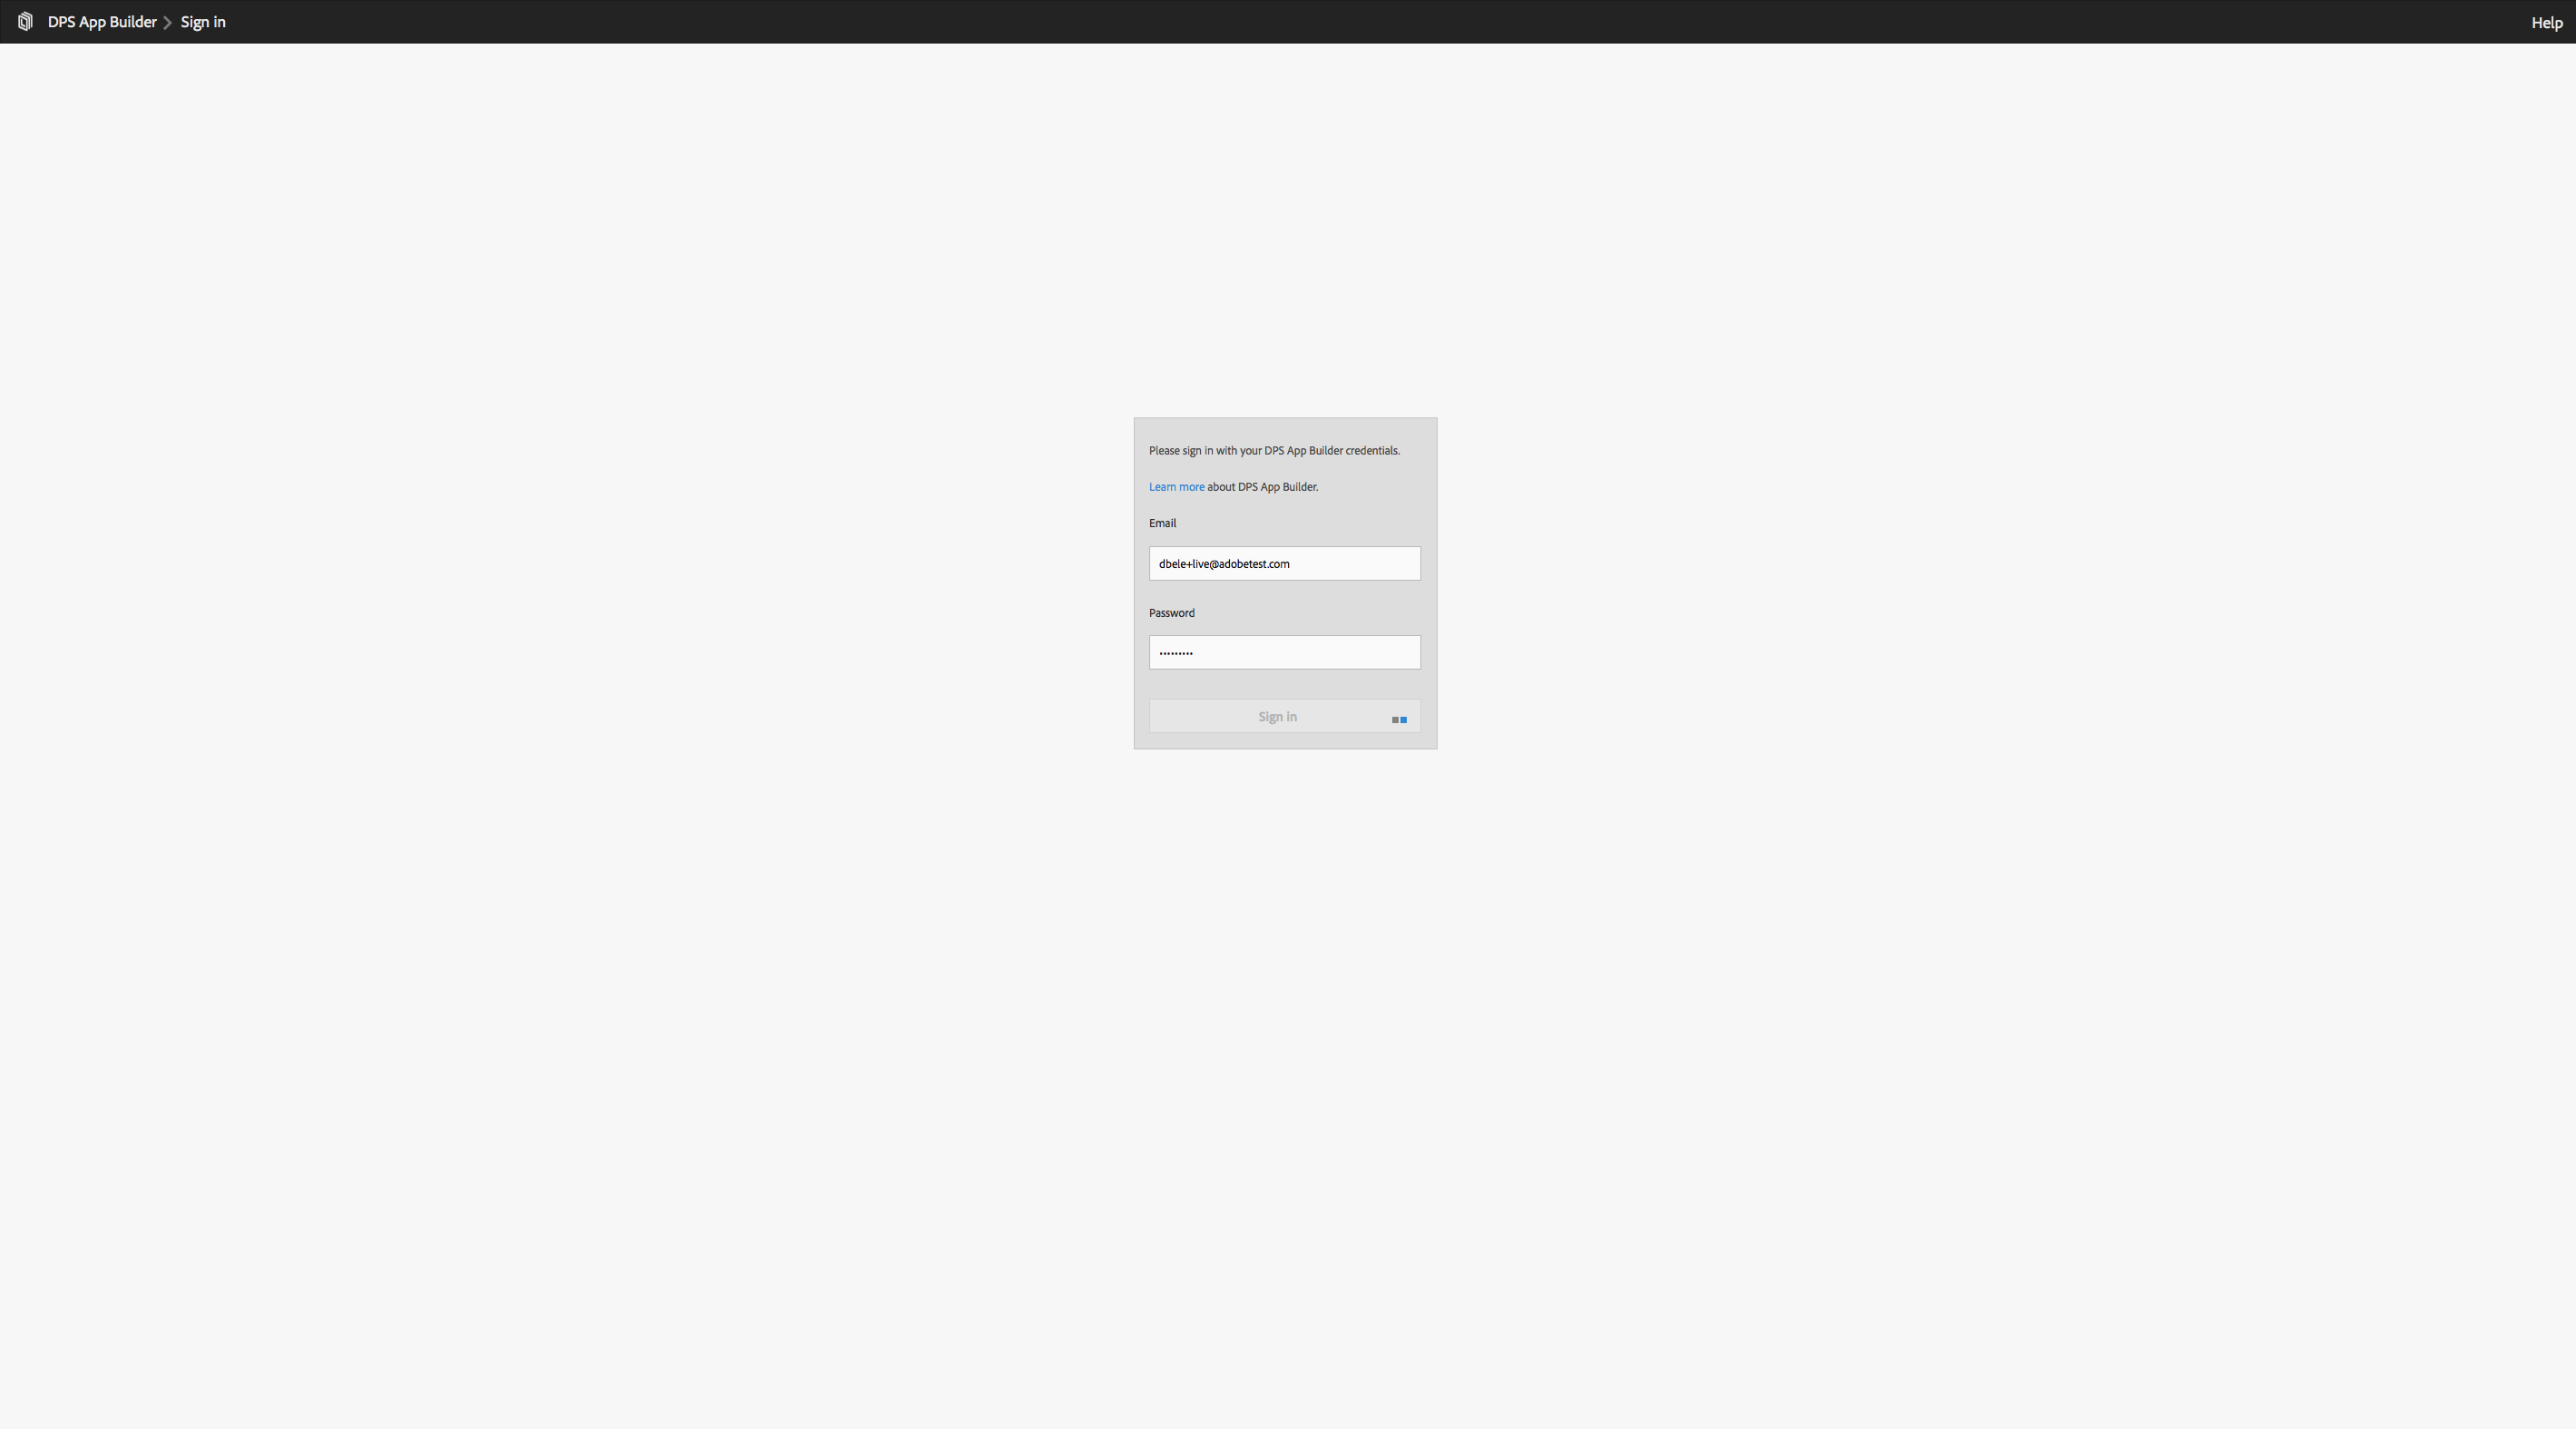 DPS App Builder > Sign in
Help
Please sign in with your DPS App Builder credentials.
Learn more about DPS App Builder.
Email
dbele+live@adobetest.com
Password
•••••••••
Sign in